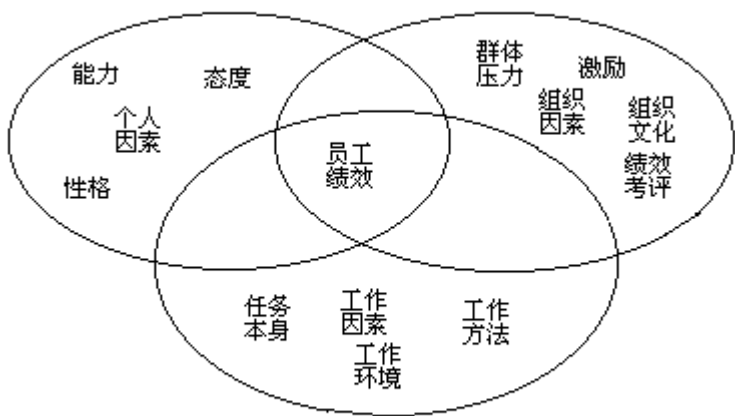 能力
态度
个人
因素
性格
群体
压力
激励
组织
因素
组织
文化
绩效
考评
员工
绩效
任务
本身
工作
因素
工作
环境
工作
方法